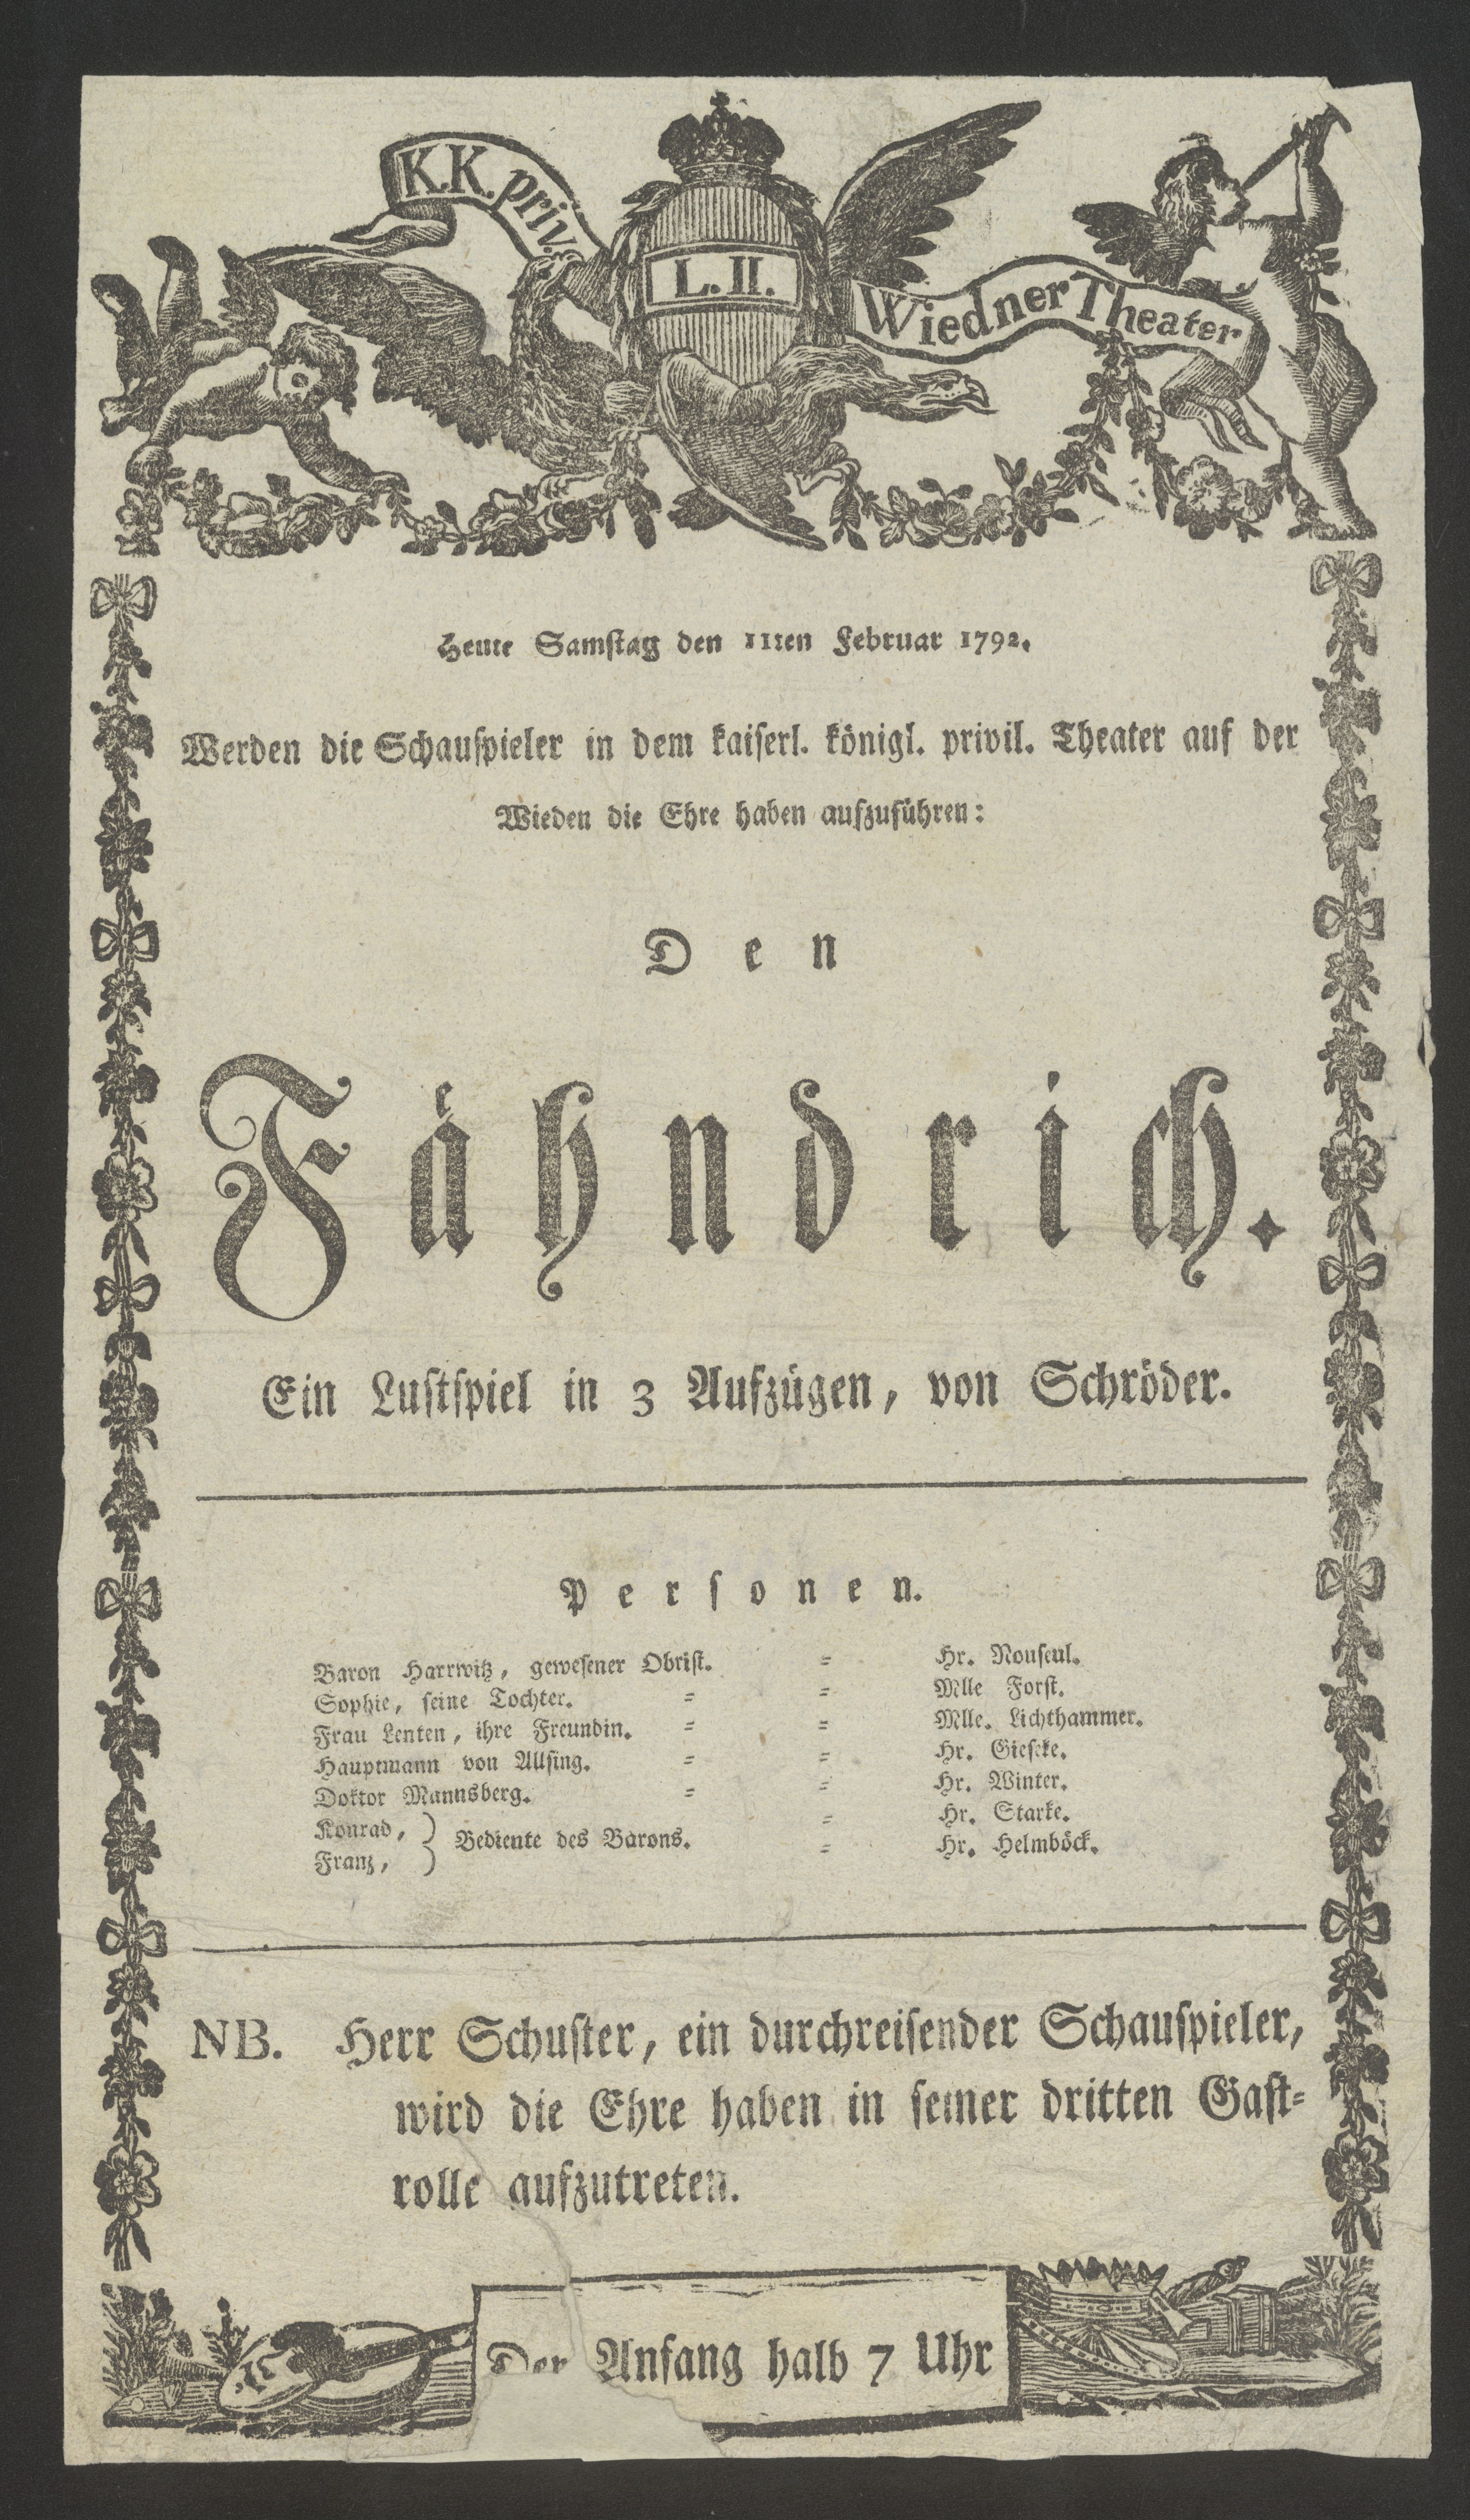 K.K. priv.
L. II.
Wiedner Theater
Heute Samstag den 11ten Februar 1792.
Werden die Schauspieler in dem kaiserl. königl. privil. Theater auf der
Wieden die Ehre haben aufzuführen:
Den
Fähndrich.
Ein Lustspiel in 3 Aufzügen, von Schröder.
Personen.
Baron Harrwitz, gewesener Obrist. = Hr. Nouseul.
Sophie, seine Tochter. = = Mlle Forst.
Frau Lenten, ihre Freundin. = = Mlle. Lichthammer.
Hauptmann von Allsing. = = Hr. Gieseke.
Doktor Mannsberg. = = Hr. Winter.
Konrad, } Bediente des Barons. = Hr. Starke.
Franz, } = Hr. Helmböck.
NB. Herr Schuster, ein durchreisender Schauspieler,
wird die Ehre haben in seiner dritten Gast=
rolle aufzutreten.
Der Anfang halb 7 Uhr